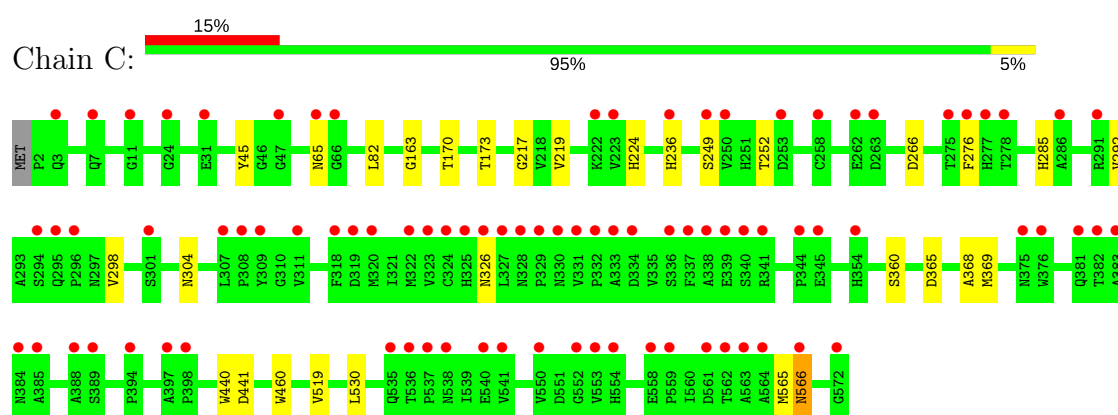 15%
Chain C:
95% 5%
MET P2 Q3 Q7 G11 G24 E31 Y45 G46 G47 N65 G66 L82 G163 T170 T173 G217 V218 V219 K222 V223 H224 H236 S249 V250 H251 T252 D253 C258 E262 D263 D266 T275 F276 H277 T278 H285 A286 R291
A293 S294 Q295 P296 N297 V298 S301 N304 L307 P308 Y309 G310 V311 F318 D319 M320 I321 M322 V323 C324 H325 N326 L327 N328 P329 N330 V331 P332 A333 D334 V335 S336 F337 A338 E339 S340 R341 P344 E345 H354 S360 D365 A368 M369 N375 W376 Q381 T382
N384 A385 A388 S389 P394 A397 P398 W440 D441 W460 V519 L530 Q535 T536 P537 N538 I539 E540 V541 V550 D551 G552 V553 H554 E558 P559 I560 D561 T562 A563 A564 M565 N566 G572